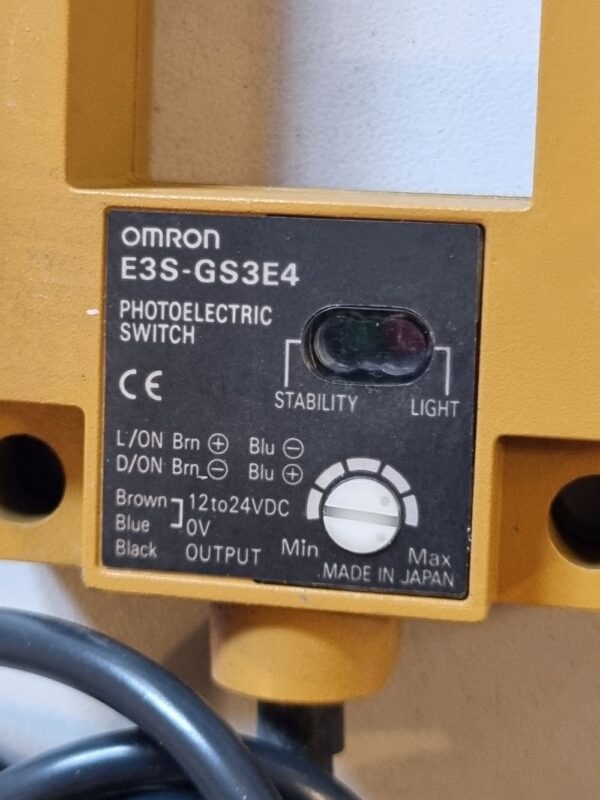 OMRON
E3S-GS3E4
PHOTOELECTRIC
SWITCH
CE
STABILITY LIGHT
L/ON Brn ⊕ Blu ⊖
D/ON Brn ⊖ Blu ⊕
Brown 12to24VDC
Blue 0V
Black OUTPUT
Min Max
MADE IN JAPAN